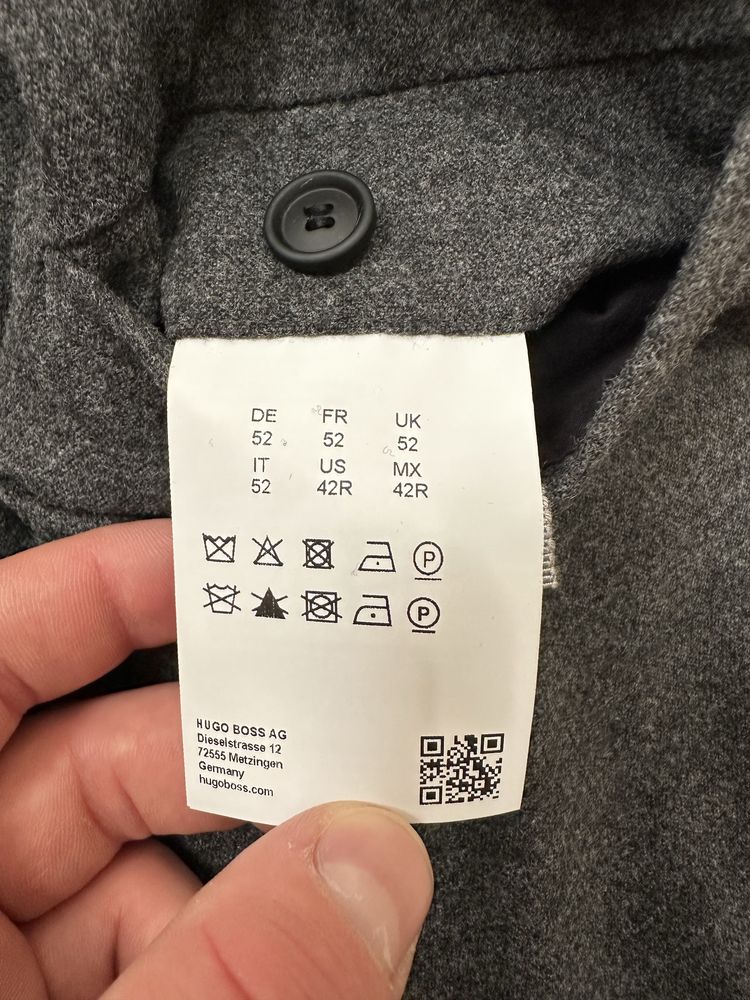 DE FR UK
52 52 52
IT US MX
52 42R 42R
P
P
HUGO BOSS AG
Dieselstrasse 12
72555 Metzingen
Germany
hugoboss.com